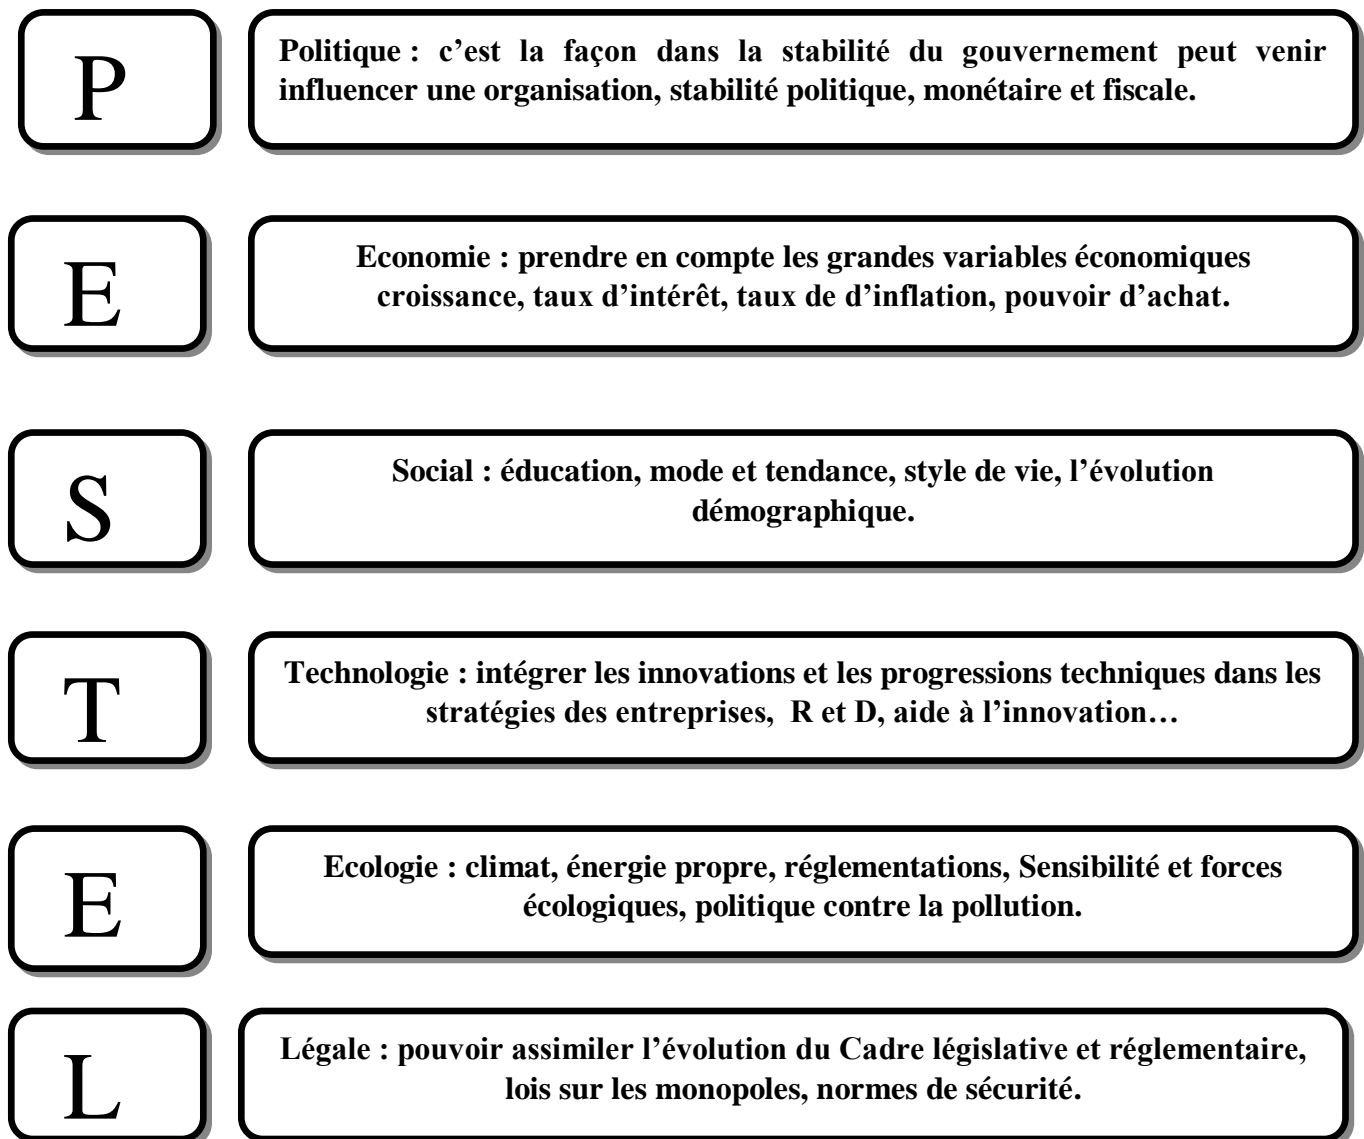 P
Politique : c’est la façon dans la stabilité du gouvernement peut venir
influencer une organisation, stabilité politique, monétaire et fiscale.
E
Economie : prendre en compte les grandes variables économiques
croissance, taux d’intérêt, taux de d’inflation, pouvoir d’achat.
S
Social : éducation, mode et tendance, style de vie, l’évolution
démographique.
T
Technologie : intégrer les innovations et les progressions techniques dans les
stratégies des entreprises, R et D, aide à l’innovation…
E
Ecologie : climat, énergie propre, réglementations, Sensibilité et forces
écologiques, politique contre la pollution.
L
Légale : pouvoir assimiler l’évolution du Cadre législative et réglementaire,
lois sur les monopoles, normes de sécurité.